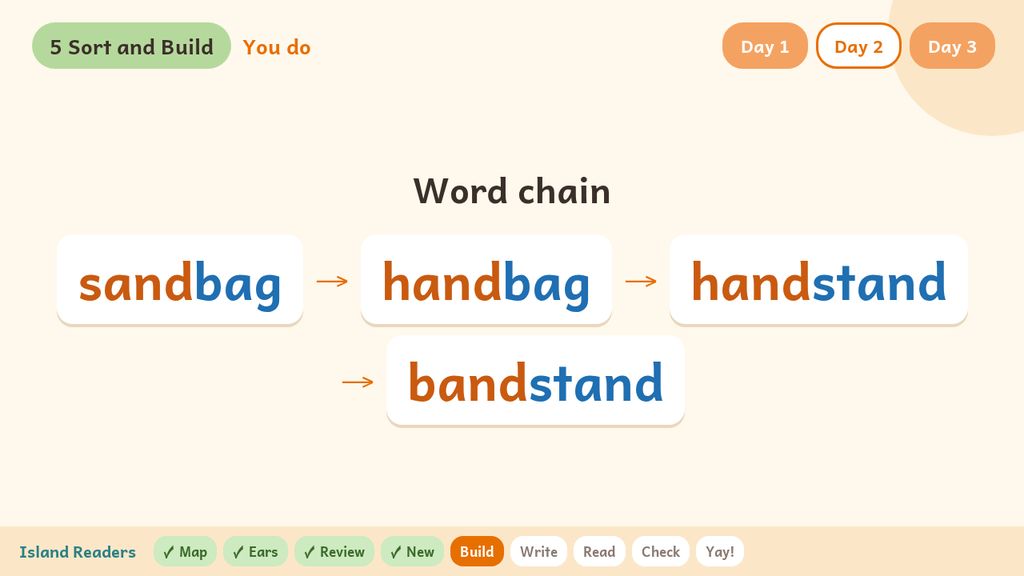 5 Sort and Build You do Day 1 Day 2 Day 3
Word chain
sandbag → handbag → handstand
→ bandstand
Island Readers ✓ Map ✓ Ears ✓ Review ✓ New Build Write Read Check Yay!